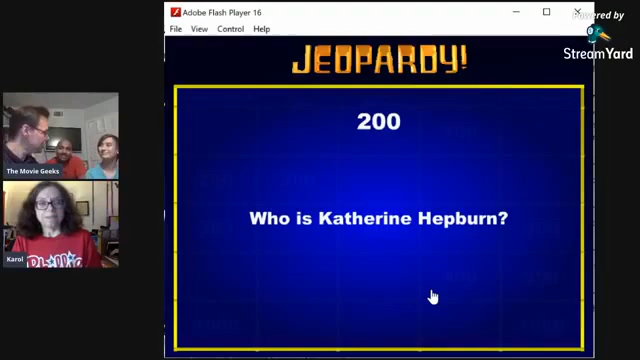 Adobe Flash Player 16
File View Control Help
Powered by
StreamYard
JEOPARDY!
200
Who is Katherine Hepburn?
The Movie Geeks
Karol